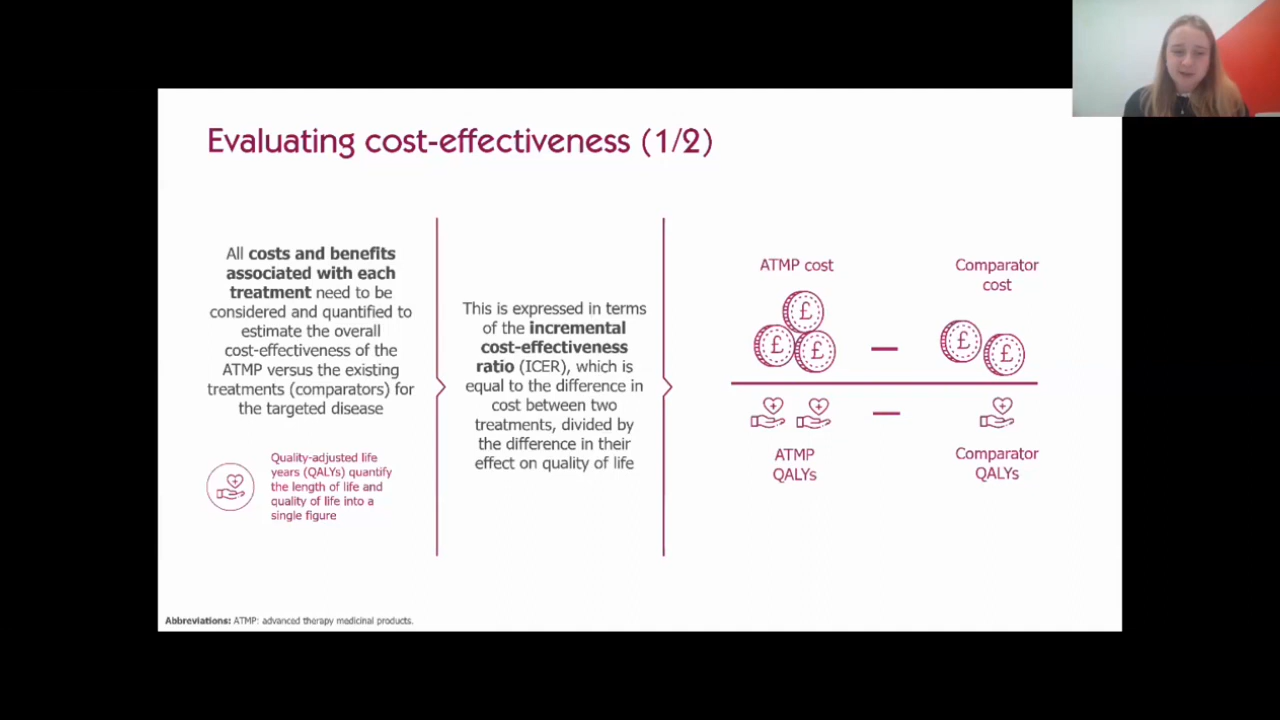 Evaluating cost-effectiveness (1/2)
All costs and benefits
associated with each
treatment need to be
considered and quantified to
estimate the overall
cost-effectiveness of the
ATMP versus the existing
treatments (comparators) for
the targeted disease
Quality-adjusted life
years (QALYs) quantify
the length of life and
quality of life into a
single figure
This is expressed in terms
of the incremental
cost-effectiveness
ratio (ICER), which is
equal to the difference in
cost between two
treatments, divided by
the difference in their
effect on quality of life
ATMP cost
Comparator
cost
£
£ £
£
£
ATMP
QALYs
Comparator
QALYs
Abbreviations: ATMP: advanced therapy medicinal products.